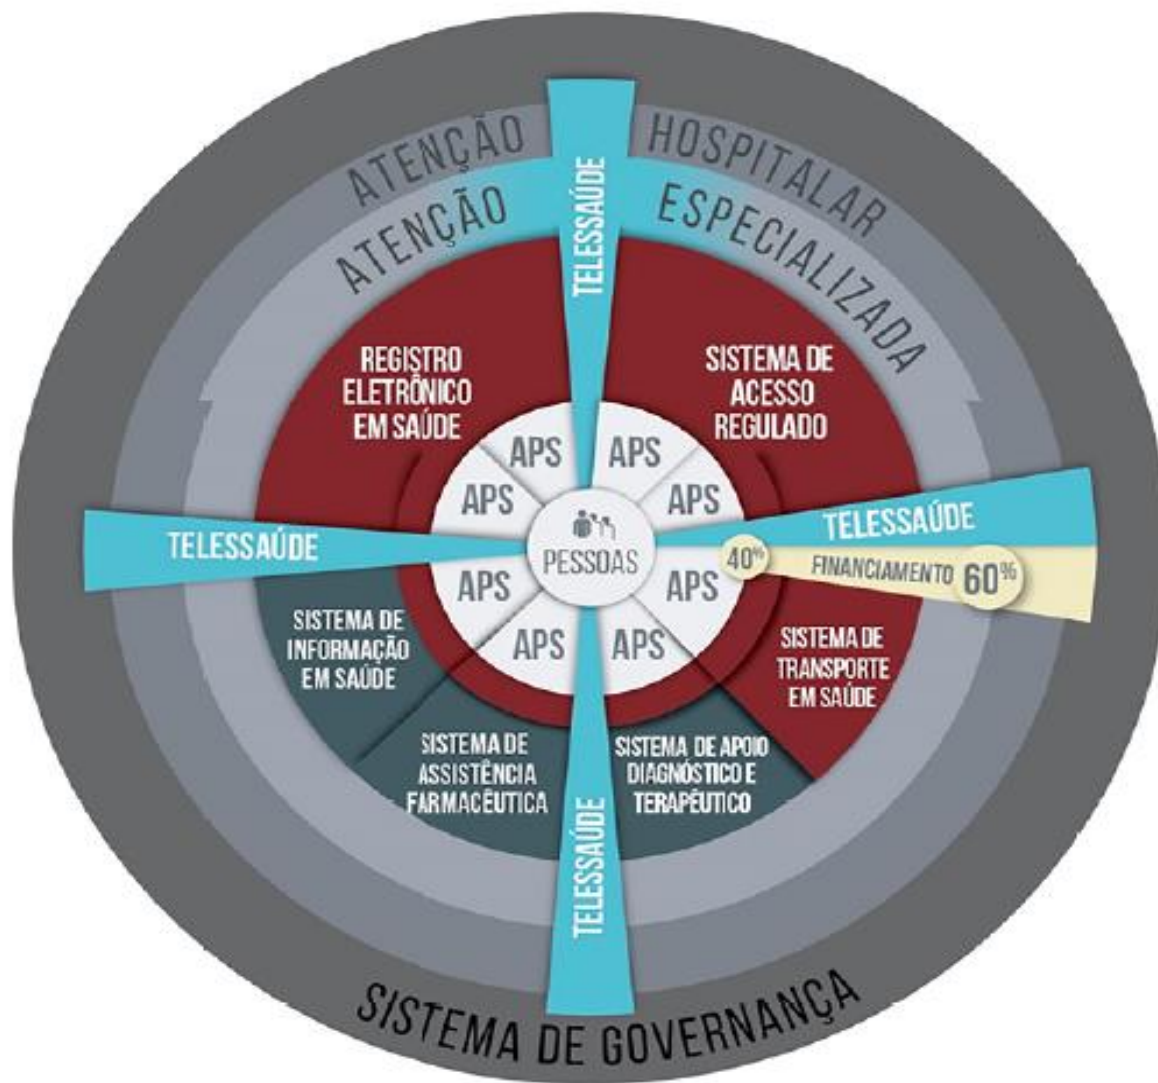 ATENÇÃO HOSPITALAR
ATENÇÃO ESPECIALIZADA
TELESSAÚDE
REGISTRO
ELETRÔNICO
EM SAÚDE
SISTEMA DE
ACESSO
REGULADO
APS
APS
APS
APS
TELESSAÚDE
PESSOAS
TELESSAÚDE
40%
FINANCIAMENTO
60%
APS
APS
APS
APS
SISTEMA DE
INFORMAÇÃO
EM SAÚDE
SISTEMA DE
TRANSPORTE
EM SAÚDE
SISTEMA DE
ASSISTÊNCIA
FARMACÊUTICA
SISTEMA DE APOIO
DIAGNÓSTICO E
TERAPÊUTICO
TELESSAÚDE
SISTEMA DE GOVERNANÇA